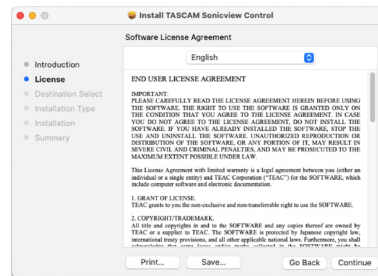 Install TASCAM Sonicview Control
Software License Agreement
English
Introduction
License
Destination Select
Installation Type
Installation
Summary
END USER LICENSE AGREEMENT
IMPORTANT:
PLEASE CAREFULLY READ THE LICENSE AGREEMENT HEREIN BEFORE USING
THE SOFTWARE. THE RIGHT TO USE THE SOFTWARE IS GRANTED ONLY ON
THE CONDITION THAT YOU AGREE TO THE LICENSE AGREEMENT. IN CASE
YOU DO NOT AGREE TO THE LICENSE AGREEMENT, DO NOT INSTALL THE
SOFTWARE. IF YOU HAVE ALREADY INSTALLED THE SOFTWARE, STOP THE
USE AND UNINSTALL THE SOFTWARE. UNAUTHORIZED REPRODUCTION OR
DISTRIBUTION OF THE SOFTWARE, OR ANY PORTION OF IT, MAY RESULT IN
SEVERE CIVIL AND CRIMINAL PENALTIES, AND MAY BE PROSECUTED TO THE
MAXIMUM EXTENT POSSIBLE UNDER LAW.
This License Agreement with limited warranty is a legal agreement between you (either an
individual or a single entity) and TEAC Corporation ("TEAC") for the SOFTWARE, which
include computer software and electronic documentation.
1. GRANT OF LICENSE.
TEAC grants to you the non-exclusive and non-transferable right to use the SOFTWARE.
2. COPYRIGHT/TRADEMARK.
All title and copyrights in and to the SOFTWARE and any copies thereof are owned by
TEAC or a supplier to TEAC. The SOFTWARE is protected by Japanese copyright law,
international treaty provisions, and all other applicable national laws. Furthermore, you shall
Print...
Save...
Go Back
Continue